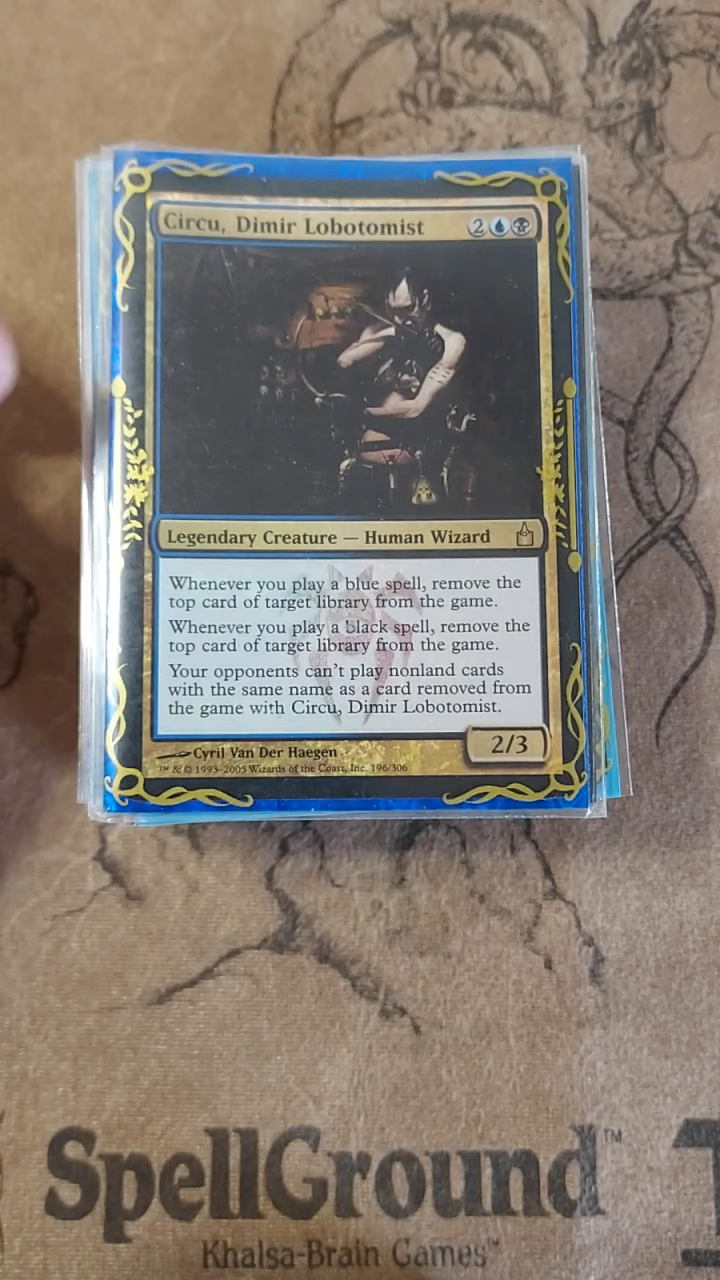 Circu, Dimir Lobotomist 2
Legendary Creature — Human Wizard
Whenever you play a blue spell, remove the
top card of target library from the game.
Whenever you play a black spell, remove the
top card of target library from the game.
Your opponents can't play nonland cards
with the same name as a card removed from
the game with Circu, Dimir Lobotomist.
2/3
Cyril Van Der Haegen
™ & © 1993–2005 Wizards of the Coast, Inc. 196/306
SpellGround™
Khalsa-Brain Games™